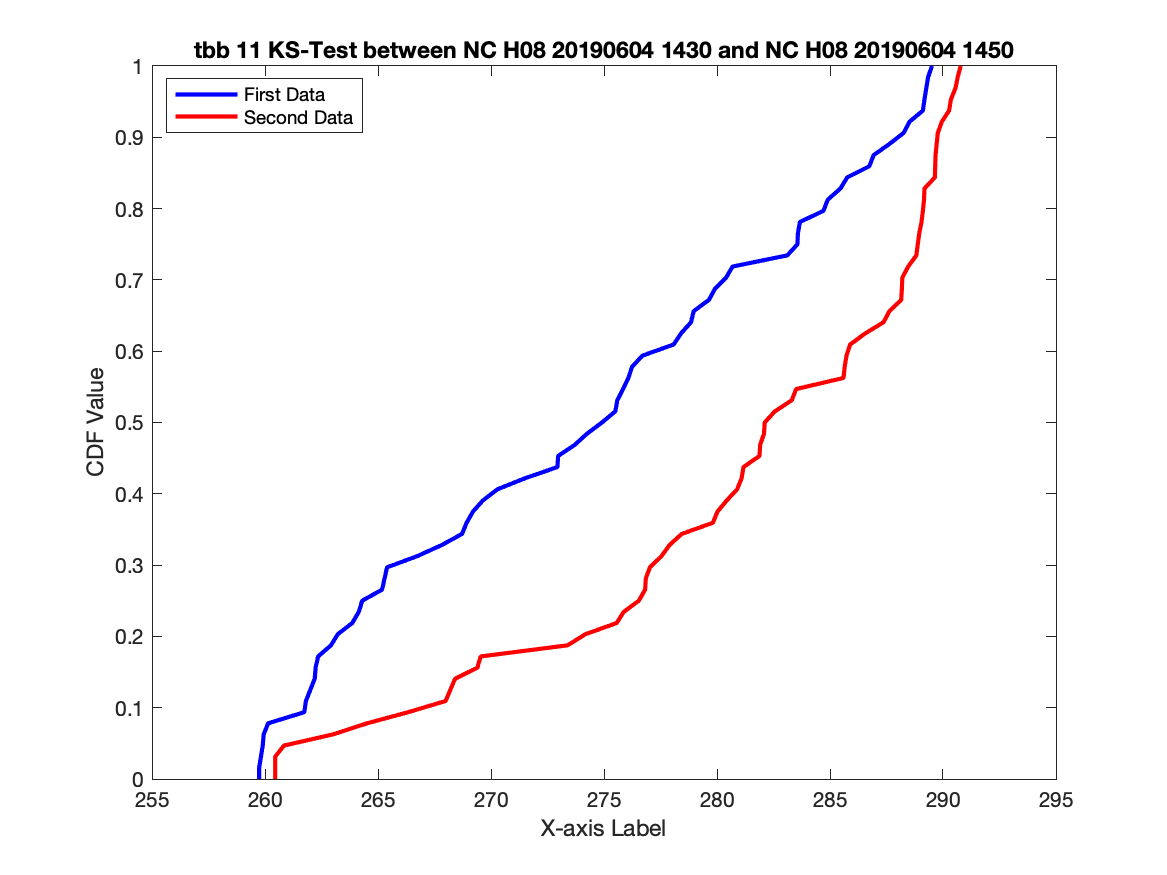 tbb 11 KS-Test between NC H08 20190604 1430 and NC H08 20190604 1450
First Data
Second Data
1
0.9
0.8
0.7
0.6
0.5
0.4
0.3
0.2
0.1
0
CDF Value
255 260 265 270 275 280 285 290 295
X-axis Label